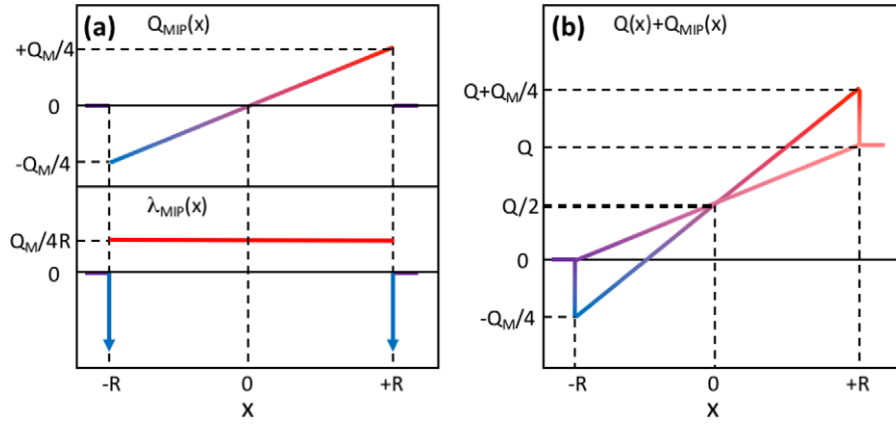 (a) Q_MIP(x)
+Q_M/4
0
-Q_M/4
λ_MIP(x)
Q_M/4R
0
-R 0 +R
X
(b) Q(x)+Q_MIP(x)
Q+Q_M/4
Q
Q/2
0
-Q_M/4
-R 0 +R
X